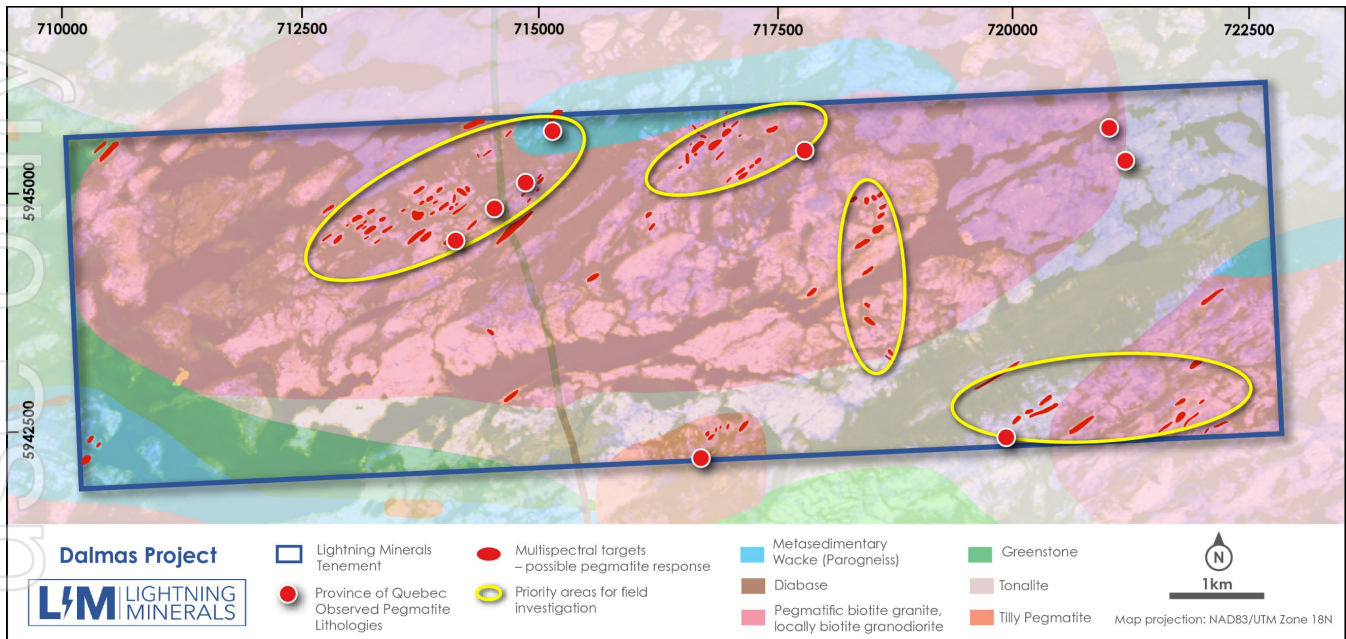 710000
712500
715000
717500
720000
722500
5945000
5942500
Dalmas Project
LM LIGHTNING
MINERALS
Lightning Minerals
Tenement
Province of Quebec
Observed Pegmatite
Lithologies
Multispectral targets
– possible pegmatite response
Priority areas for field
investigation
Metasedimentary
Wacke (Parogneiss)
Diabase
Pegmatific biotite granite,
locally biotite granodiorite
Greenstone
Tonalite
Tilly Pegmatite
N
1km
Map projection: NAD83/UTM Zone 18N